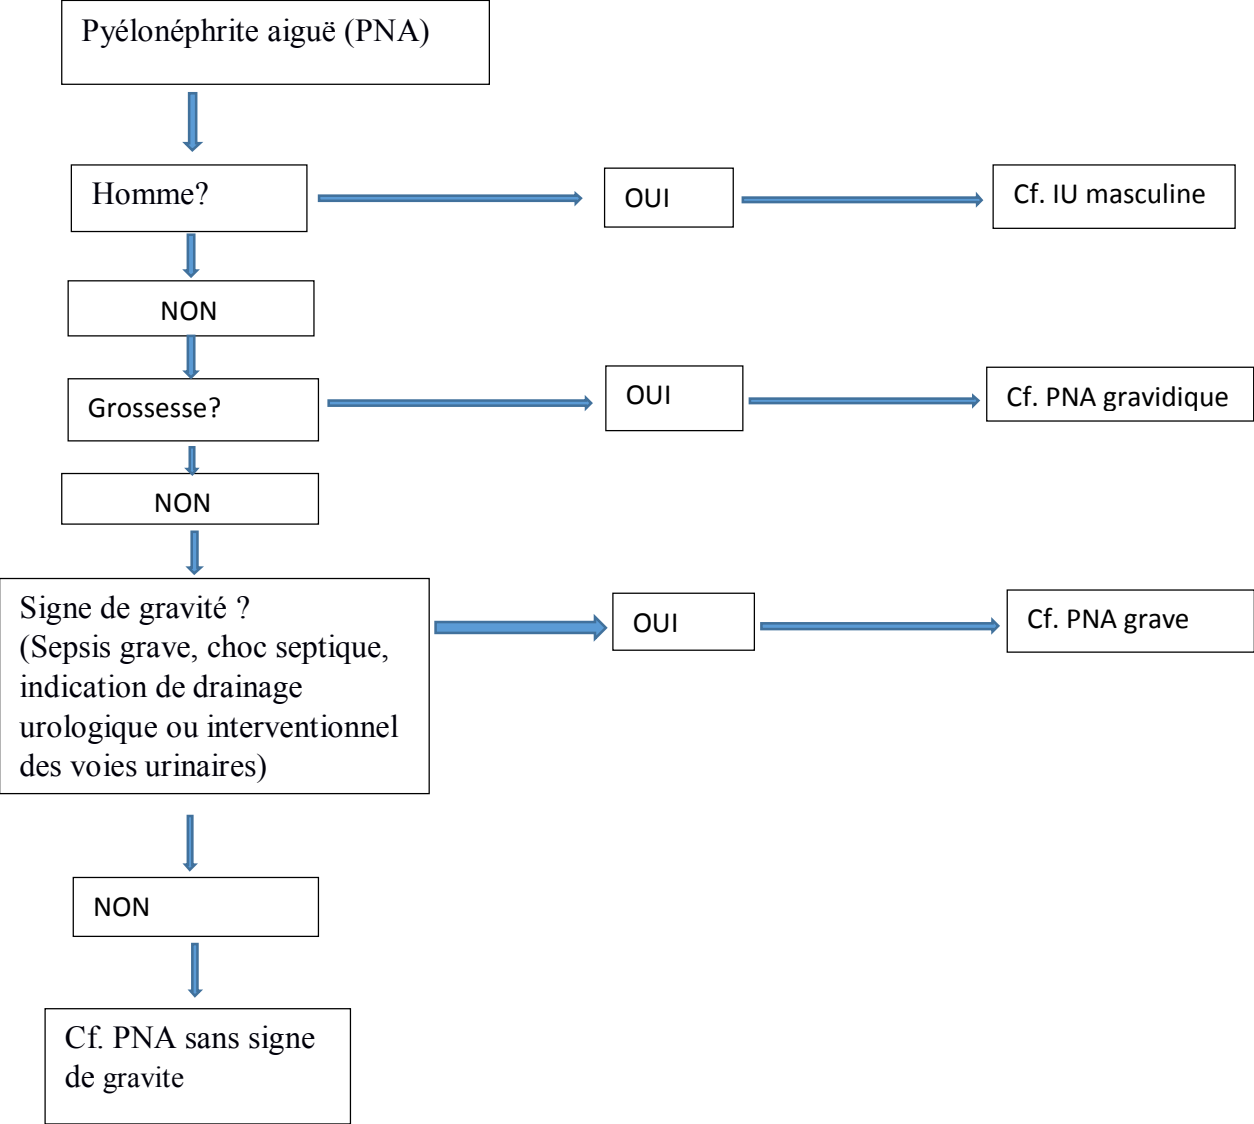 Pyélonéphrite aiguë (PNA)
Homme?
OUI
Cf. IU masculine
NON
Grossesse?
OUI
Cf. PNA gravidique
NON
Signe de gravité ?
(Sepsis grave, choc septique,
indication de drainage
urologique ou interventionnel
des voies urinaires)
OUI
Cf. PNA grave
NON
Cf. PNA sans signe
de gravite